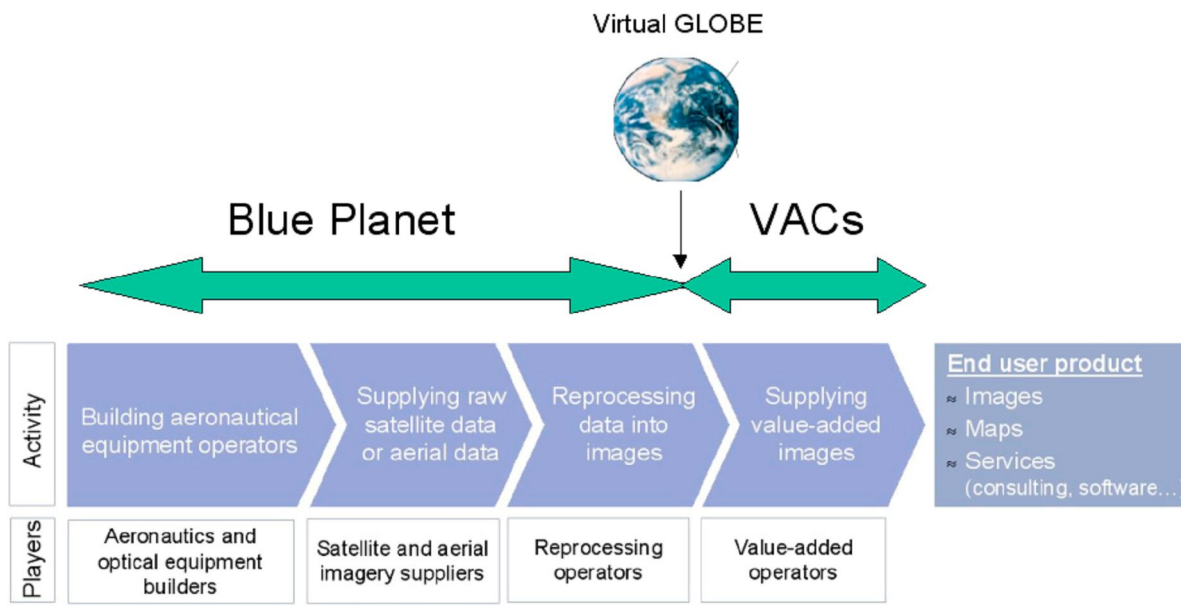 Virtual GLOBE
Blue Planet
VACs
Activity
Building aeronautical
equipment operators
Supplying raw
satellite data
or aerial data
Reprocessing
data into
images
Supplying
value-added
images
End user product
≈ Images
≈ Maps
≈ Services
(consulting, software...)
Players
Aeronautics and
optical equipment
builders
Satellite and aerial
imagery suppliers
Reprocessing
operators
Value-added
operators